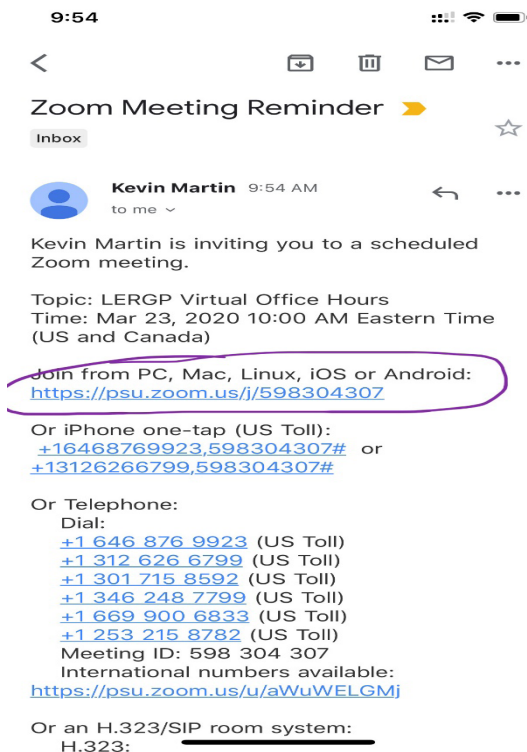 9:54
Zoom Meeting Reminder
Inbox
Kevin Martin 9:54 AM
to me
Kevin Martin is inviting you to a scheduled
Zoom meeting.
Topic: LERGP Virtual Office Hours
Time: Mar 23, 2020 10:00 AM Eastern Time
(US and Canada)
Join from PC, Mac, Linux, iOS or Android:
https://psu.zoom.us/j/598304307
Or iPhone one-tap (US Toll):
+16468769923,598304307# or
+13126266799,598304307#
Or Telephone:
Dial:
+1 646 876 9923 (US Toll)
+1 312 626 6799 (US Toll)
+1 301 715 8592 (US Toll)
+1 346 248 7799 (US Toll)
+1 669 900 6833 (US Toll)
+1 253 215 8782 (US Toll)
Meeting ID: 598 304 307
International numbers available:
https://psu.zoom.us/u/aWuWELGMj
Or an H.323/SIP room system:
H.323: